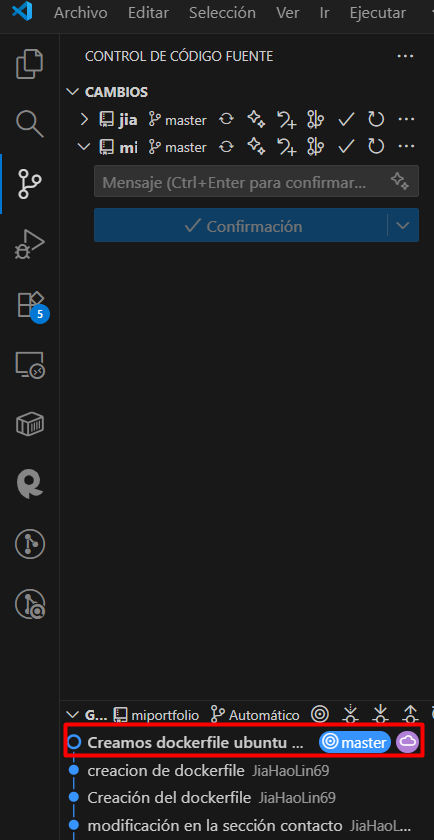 Archivo Editar Selección Ver Ir Ejecutar
CONTROL DE CÓDIGO FUENTE
CAMBIOS
jia master
mi master
Mensaje (Ctrl+Enter para confirmar...
Confirmación
5
G... miportfolio Automático
Creamos dockerfile ubuntu ... master
creacion de dockerfile JiaHaoLin69
Creación del dockerfile JiaHaoLin69
modificación en la sección contacto JiaHaoL...